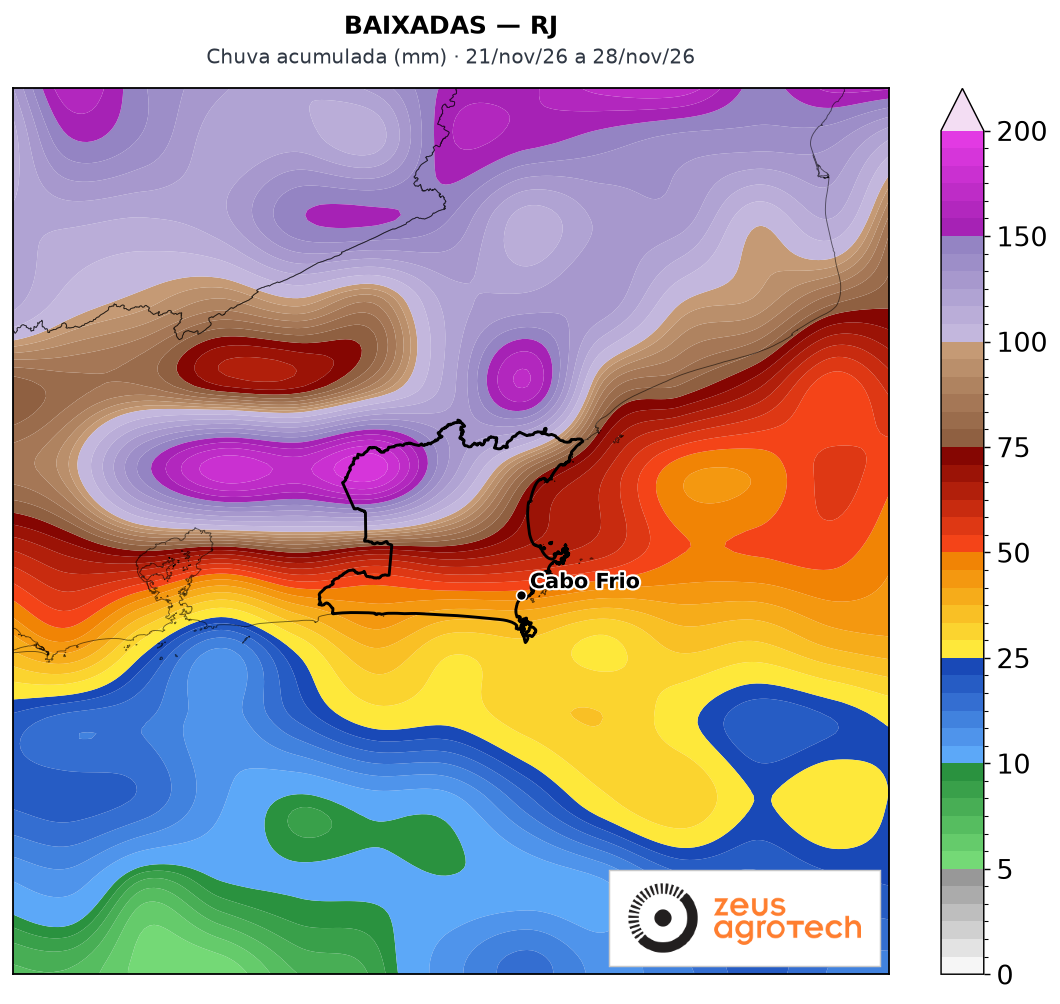 BAIXADAS — RJ
Chuva acumulada (mm) · 21/nov/26 a 28/nov/26
200
150
100
75
50
25
10
5
0
Cabo Frio
zeus
agrotech